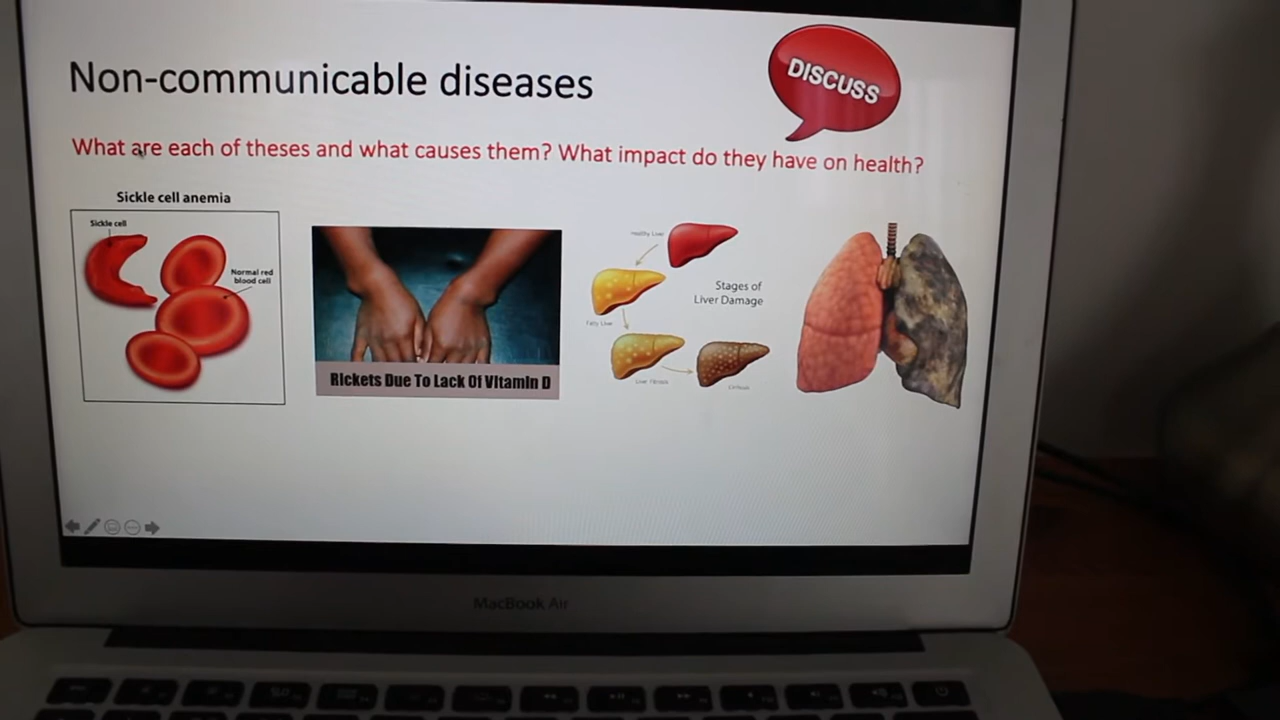 Non-communicable diseases
DISCUSS
What are each of theses and what causes them? What impact do they have on health?
Sickle cell anemia
Sickle cell
Normal red
blood cell
Rickets Due To Lack Of Vitamin D
Healthy Liver
Stages of
Liver Damage
Fatty Liver
Liver Fibrosis
Cirrhosis
MacBook Air